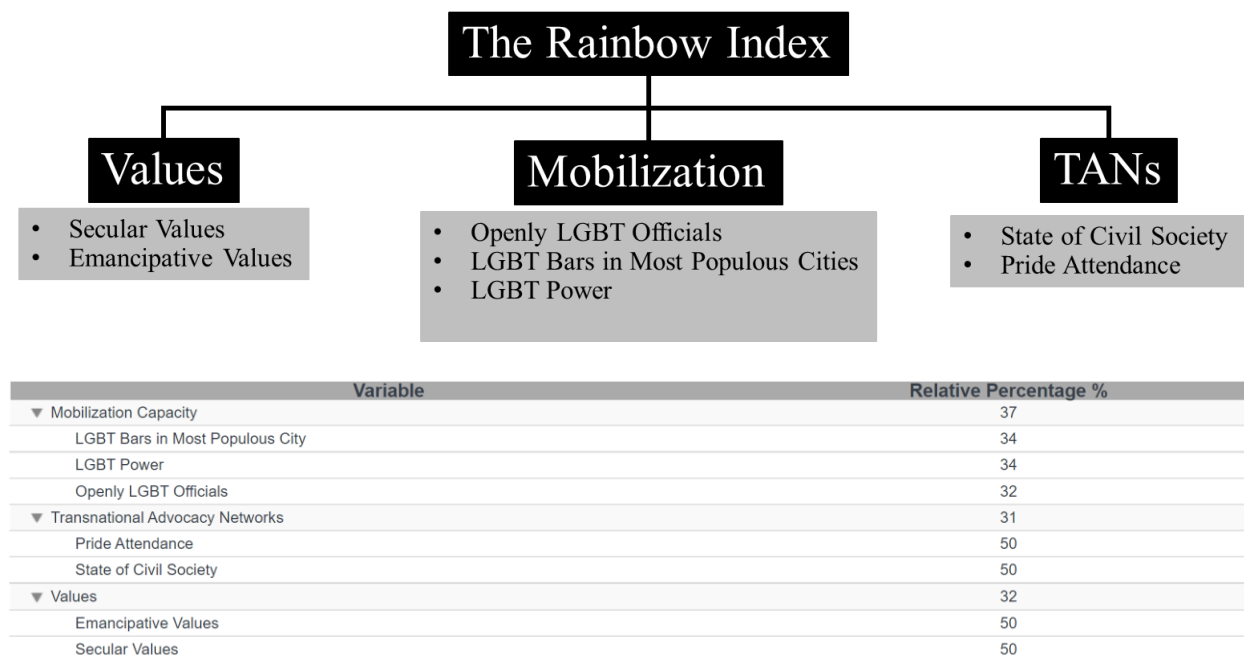 The Rainbow Index
Values
Mobilization
TANs
• Secular Values
• Emancipative Values
• Openly LGBT Officials
• LGBT Bars in Most Populous Cities
• LGBT Power
• State of Civil Society
• Pride Attendance
Variable Relative Percentage %
▼ Mobilization Capacity 37
LGBT Bars in Most Populous City 34
LGBT Power 34
Openly LGBT Officials 32
▼ Transnational Advocacy Networks 31
Pride Attendance 50
State of Civil Society 50
▼ Values 32
Emancipative Values 50
Secular Values 50